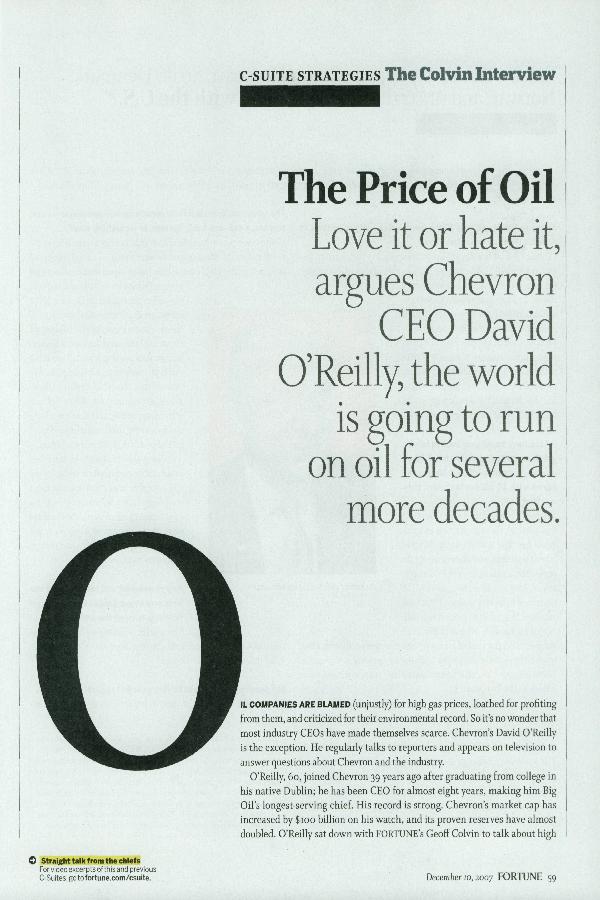 C-SUITE STRATEGIES The Colvin Interview
The Price of Oil
Love it or hate it,
argues Chevron
CEO David
O'Reilly, the world
is going to run
on oil for several
more decades.
O
IL COMPANIES ARE BLAMED (unjustly) for high gas prices, loathed for profiting
from them, and criticized for their environmental record. So it's no wonder that
most industry CEOs have made themselves scarce. Chevron's David O'Reilly
is the exception. He regularly talks to reporters and appears on television to
answer questions about Chevron and the industry.
O'Reilly, 60, joined Chevron 39 years ago after graduating from college in
his native Dublin; he has been CEO for almost eight years, making him Big
Oil's longest-serving chief. His record is strong. Chevron's market cap has
increased by $100 billion on his watch, and its proven reserves have almost
doubled. O'Reilly sat down with FORTUNE's Geoff Colvin to talk about high
Straight talk from the chiefs
For video excerpts of this and previous
C-Suites, go to fortune.com/csuite.
December 10, 2007 FORTUNE 59